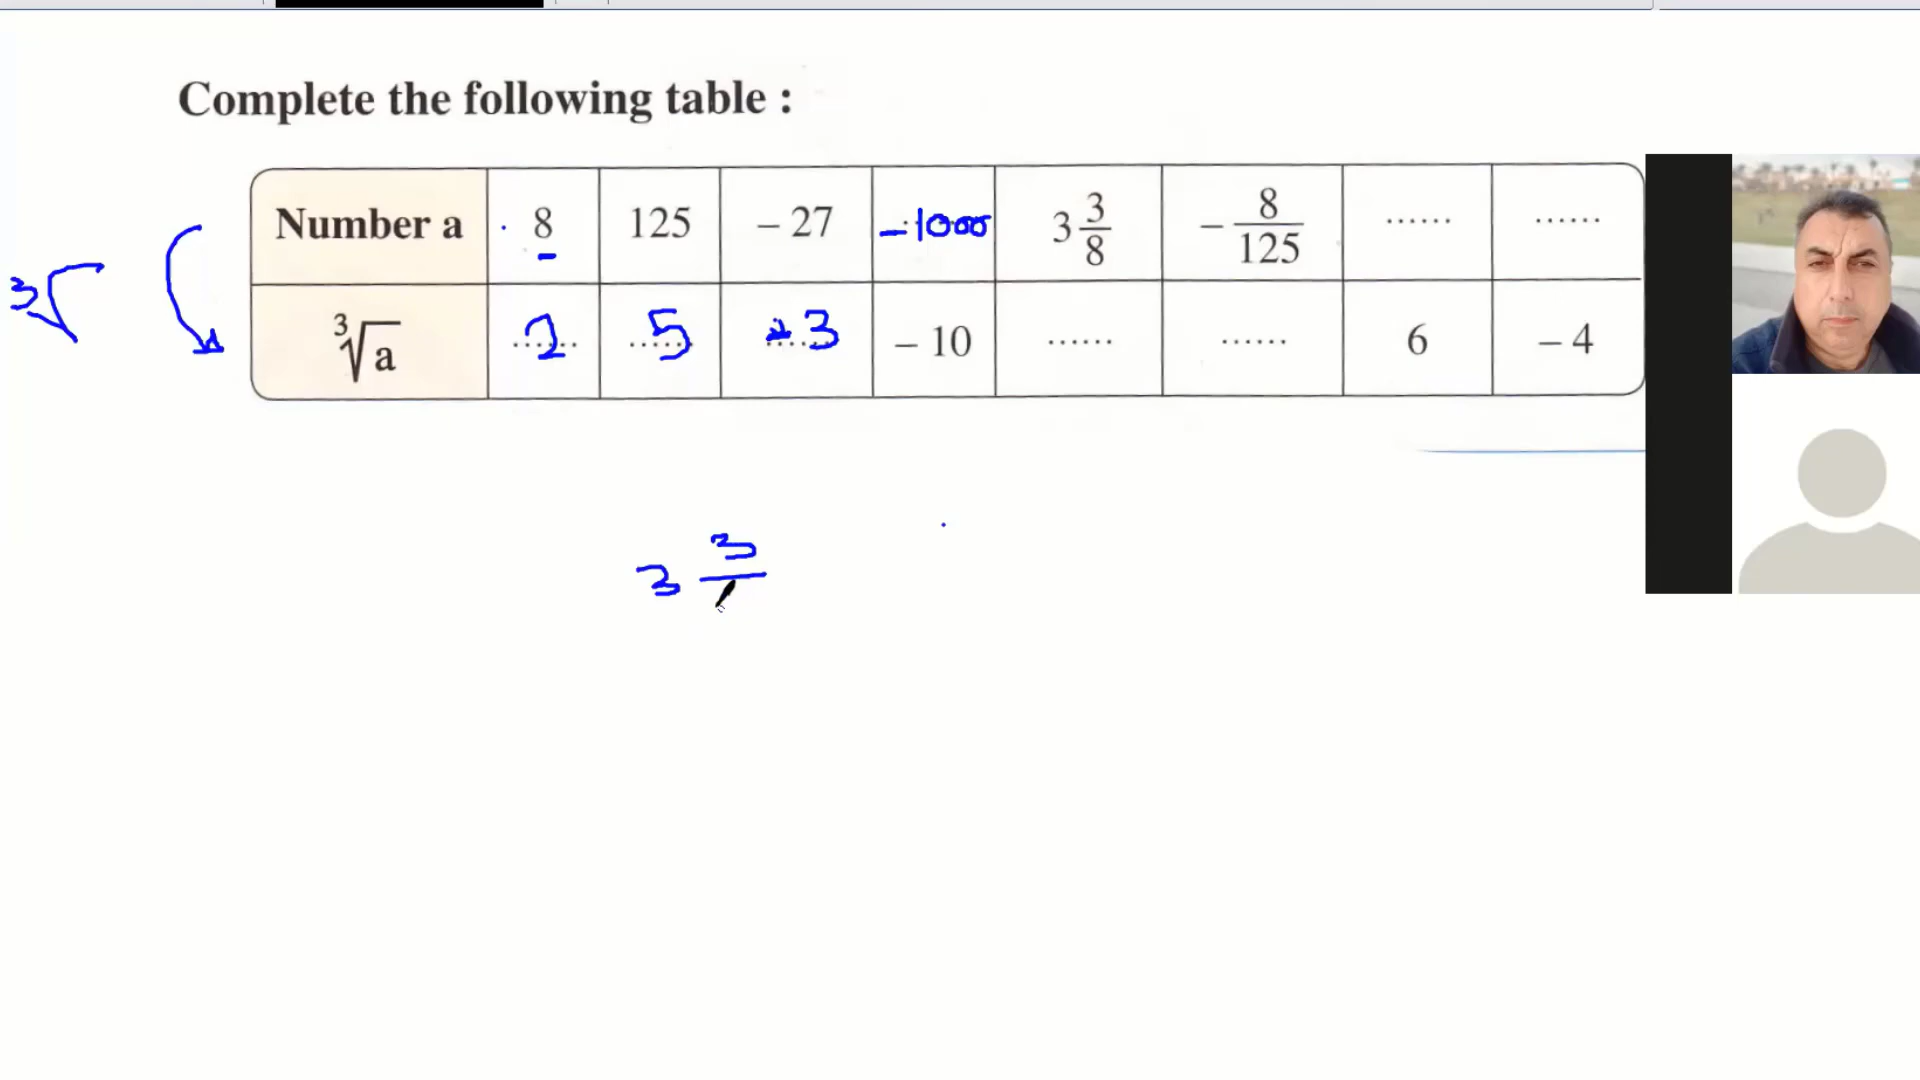 Complete the following table :
Number a 8 125 – 27 –1000 3 3/8 – 8/125 ...... ......
∛a 2 5 -3 – 10 ...... ...... 6 – 4
3√
3 3/